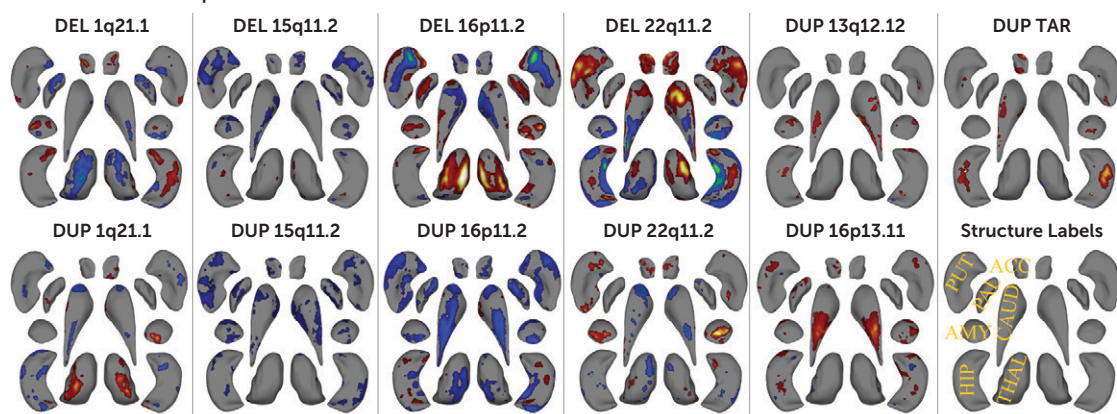 DEL 1q21.1 DEL 15q11.2 DEL 16p11.2 DEL 22q11.2 DUP 13q12.12 DUP TAR
DUP 1q21.1 DUP 15q11.2 DUP 16p11.2 DUP 22q11.2 DUP 16p13.11 Structure Labels
PUT
PAL
ACC
CAUD
AMY
HIP
THAL